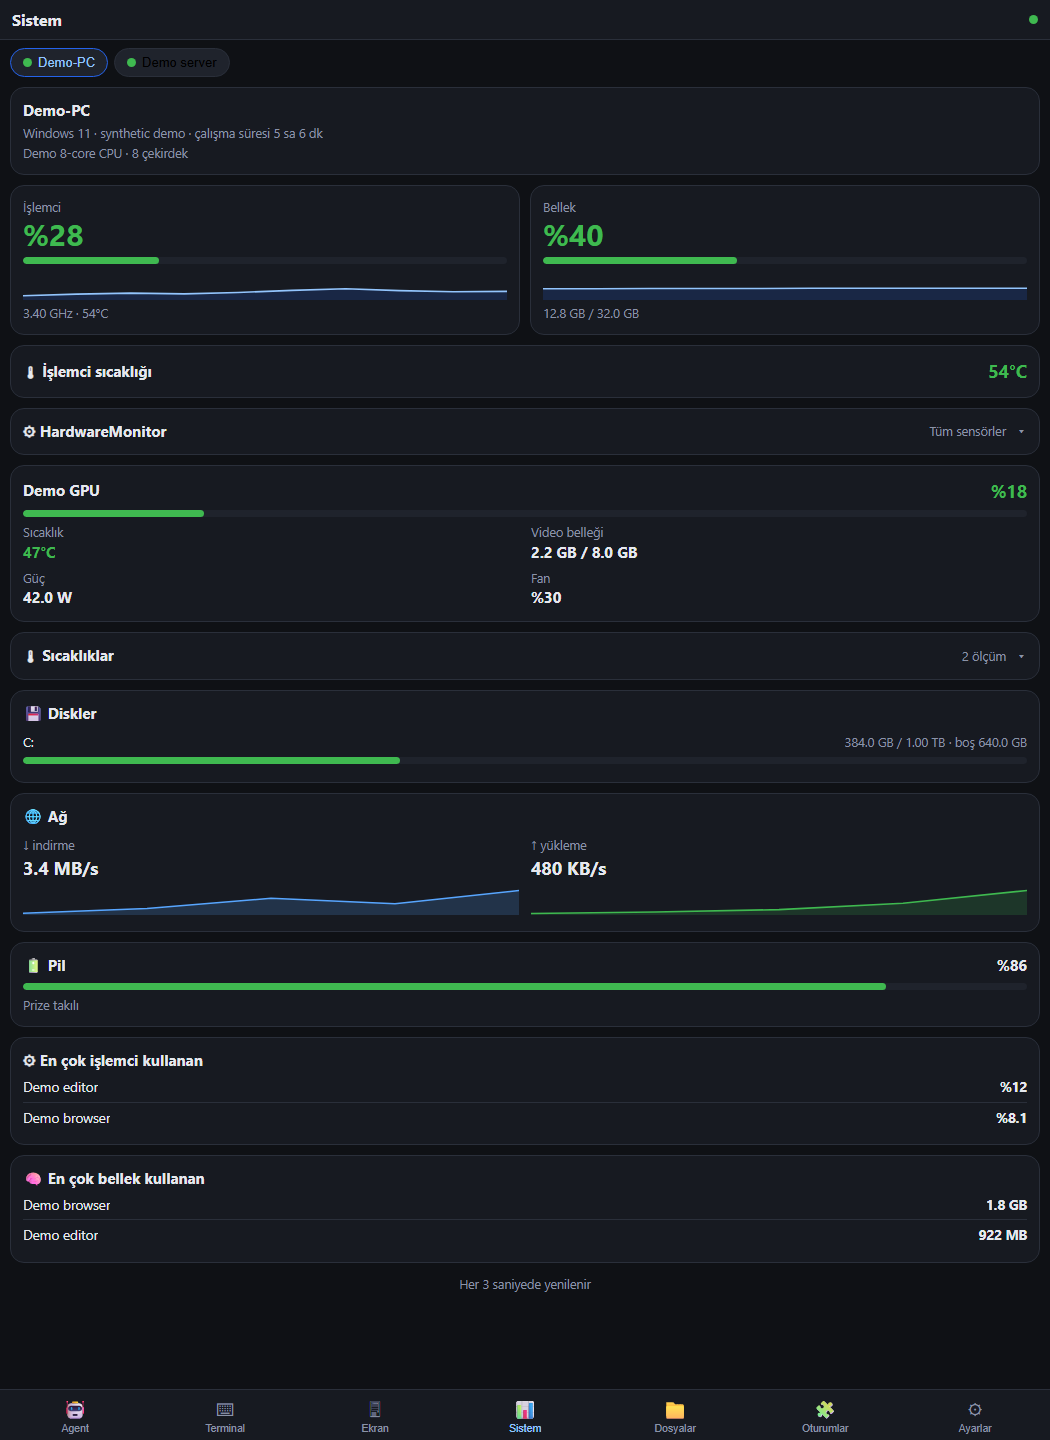 Sistem
Demo-PC
Demo server
Demo-PC
Windows 11 · synthetic demo · çalışma süresi 5 sa 6 dk
Demo 8-core CPU · 8 çekirdek
İşlemci
%28
3.40 GHz · 54°C
Bellek
%40
12.8 GB / 32.0 GB
İşlemci sıcaklığı
54°C
HardwareMonitor
Tüm sensörler
Demo GPU
%18
Sıcaklık
47°C
Video belleği
2.2 GB / 8.0 GB
Güç
42.0 W
Fan
%30
Sıcaklıklar
2 ölçüm
Diskler
C:
384.0 GB / 1.00 TB · boş 640.0 GB
Ağ
↓ indirme
3.4 MB/s
↑ yükleme
480 KB/s
Pil
%86
Prize takılı
En çok işlemci kullanan
Demo editor
%12
Demo browser
%8.1
En çok bellek kullanan
Demo browser
1.8 GB
Demo editor
922 MB
Her 3 saniyede yenilenir
Agent
Terminal
Ekran
Sistem
Dosyalar
Oturumlar
Ayarlar